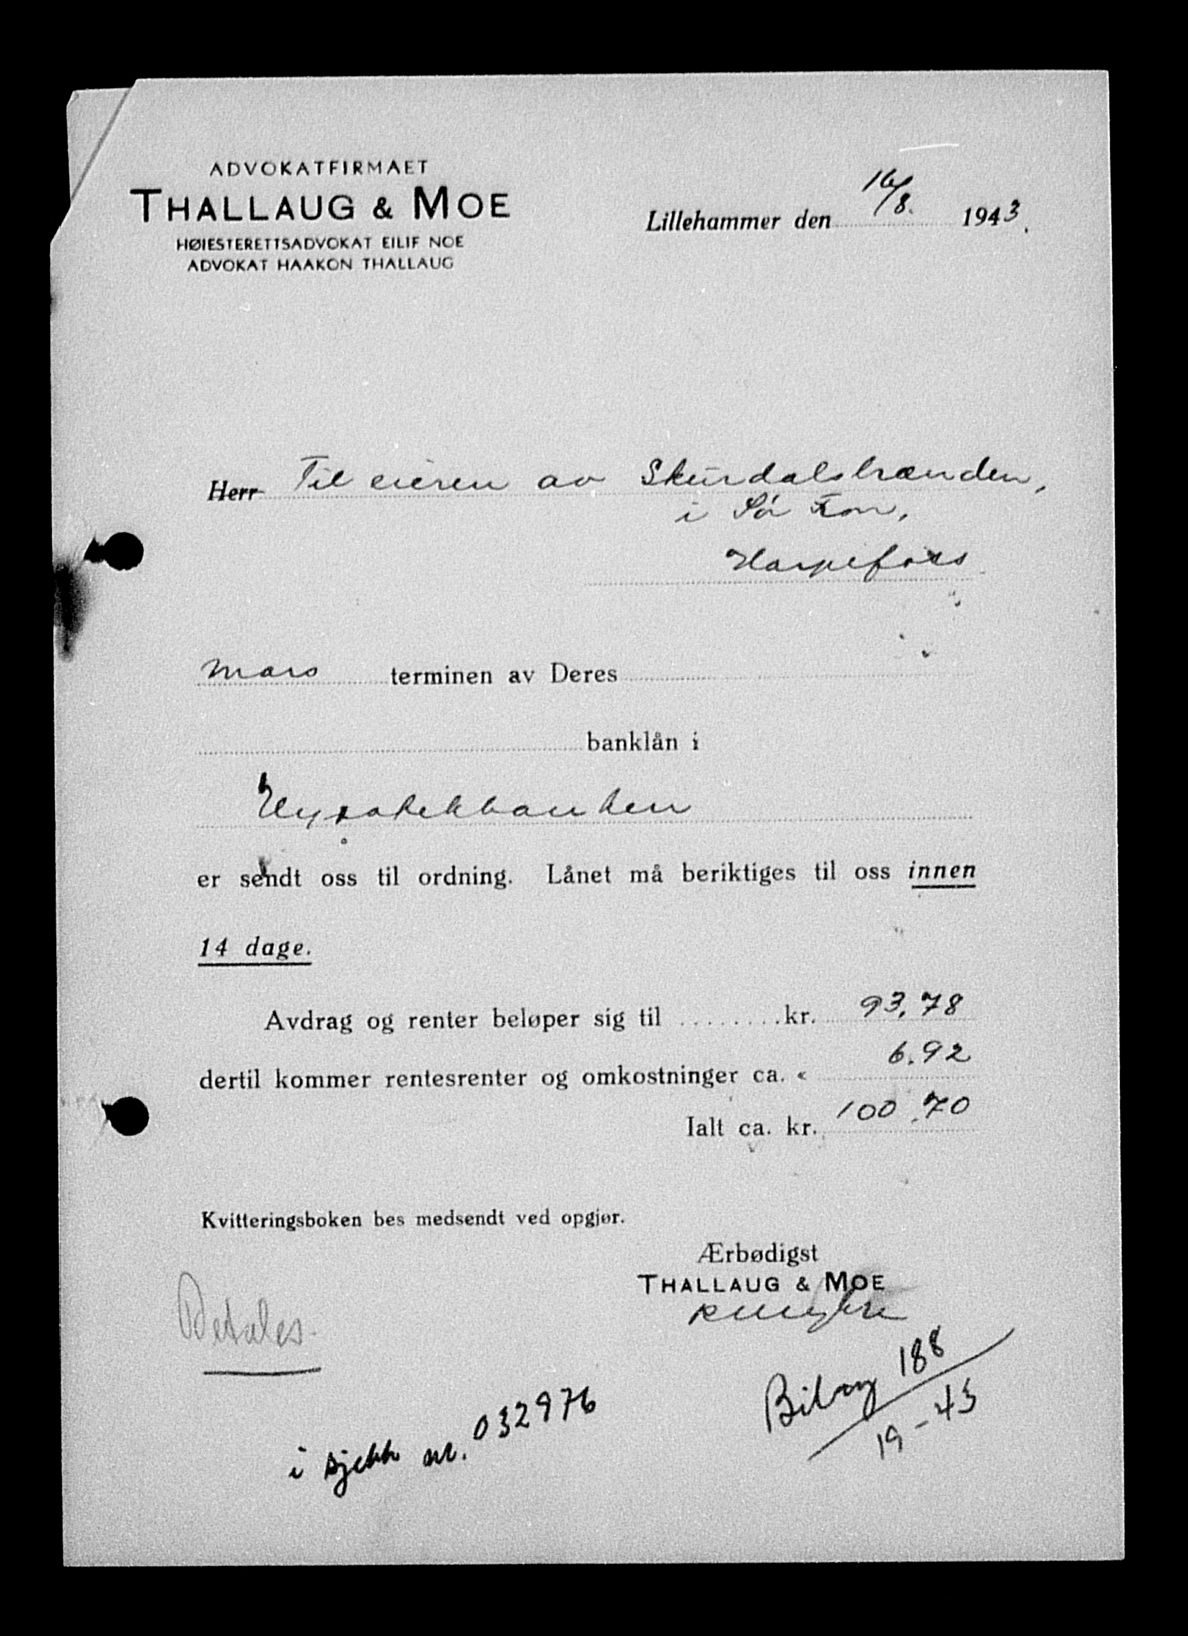 ADVOKATFIRMAET
THALLAUG & MOE
HØIESTERETTSADVOKAT EILIF NOE
ADVOKAT HAAKON THALLAUG
Lillehammer den 16/8. 1943.
Herr Til eieren av Skurdalstrænden,
i Sør Fron,
Harpefoss
mars terminen av Deres
banklån i
Hypotekbanken
er sendt oss til ordning. Lånet må beriktiges til oss innen
14 dage.
Avdrag og renter beløper sig til ........kr. 93,78
dertil kommer rentesrenter og omkostninger ca. « 6.92
Ialt ca. kr. 100.70
Kvitteringsboken bes medsendt ved opgjør.
Ærbødigst
THALLAUG & MOE
Betales.
i sjekk nr. 032976
Bilag 188
19-43